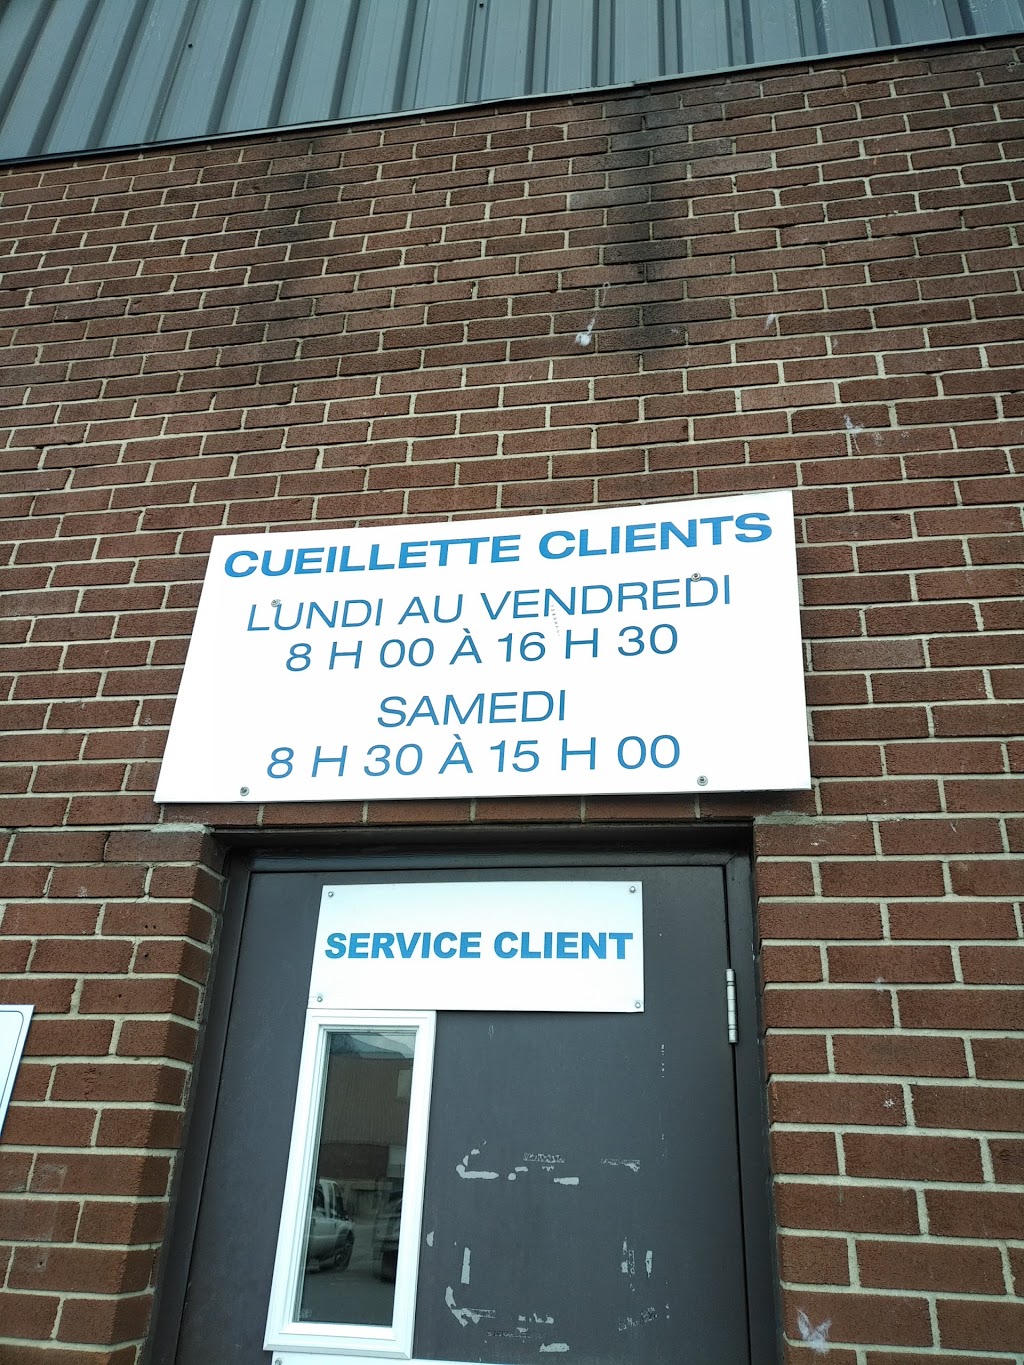 CUEILLETTE CLIENTS
LUNDI AU VENDREDI
8 H 00 À 16 H 30
SAMEDI
8 H 30 À 15 H 00
SERVICE CLIENT